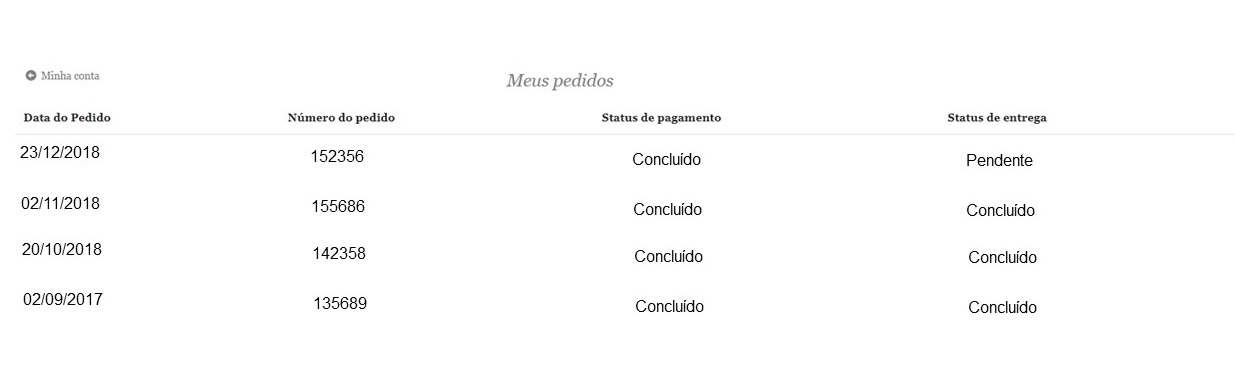 Minha conta
Meus pedidos
Data do Pedido Número do pedido Status de pagamento Status de entrega
23/12/2018 152356 Concluído Pendente
02/11/2018 155686 Concluído Concluído
20/10/2018 142358 Concluído Concluído
02/09/2017 135689 Concluído Concluído